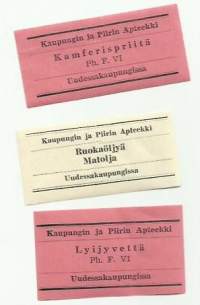 Kaupungin ja Piirin Apteekki
Kamferispriitä
Ph. F. VI
Uudessakaupungissa
Kaupungin ja Piirin Apteekki
Ruokaöljyä
Matolja
Uudessakaupungissa
Kaupungin ja Piirin Apteekki
Lyijyvettä
Ph. F. VI
Uudessakaupungissa